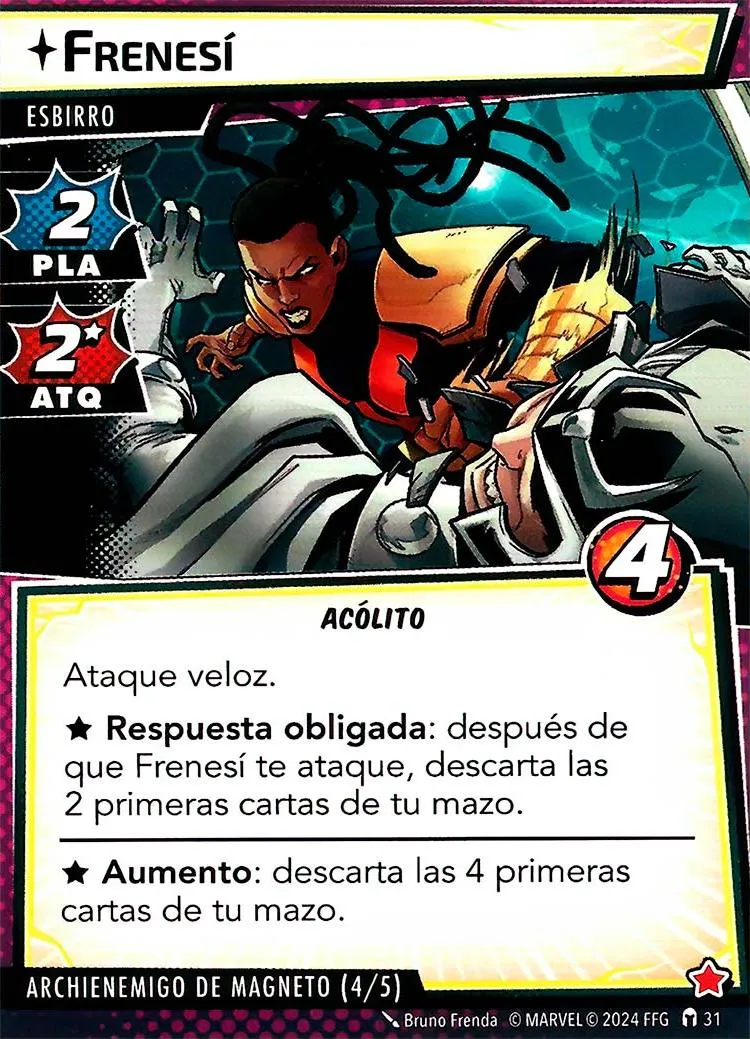 FRENESÍ
ESBIRRO
2
PLA
2★
ATQ
4
ACÓLITO
Ataque veloz.
★ Respuesta obligada: después de
que Frenesí te ataque, descarta las
2 primeras cartas de tu mazo.
★ Aumento: descarta las 4 primeras
cartas de tu mazo.
ARCHIENEMIGO DE MAGNETO (4/5)
Bruno Frenda © MARVEL © 2024 FFG 31